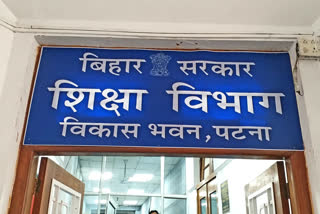 बिहार सरकार
शिक्षा विभाग
विकास भवन, पटना